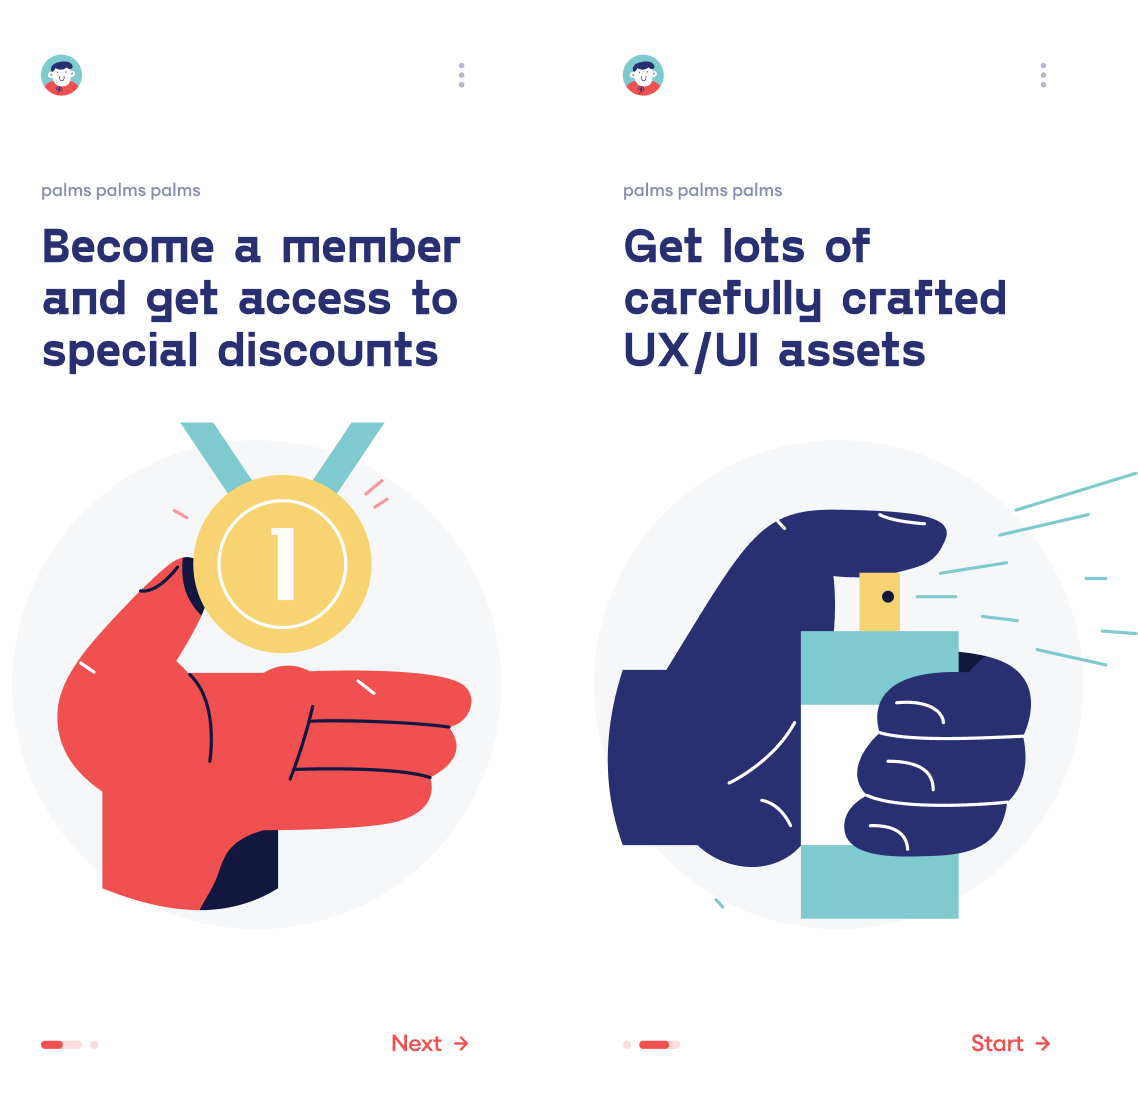 palms palms palms
Become a member
and get access to
special discounts
1
Next →
palms palms palms
Get lots of
carefully crafted
UX/UI assets
Start →